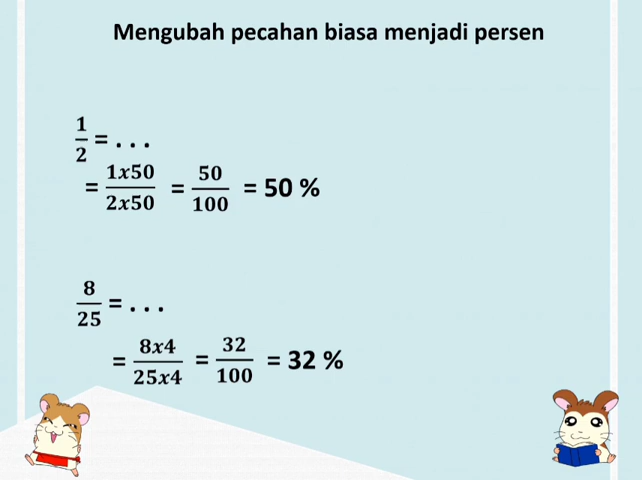 Mengubah pecahan biasa menjadi persen
1/2 = . . .
= 1x50/2x50 = 50/100 = 50 %
8/25 = . . .
= 8x4/25x4 = 32/100 = 32 %